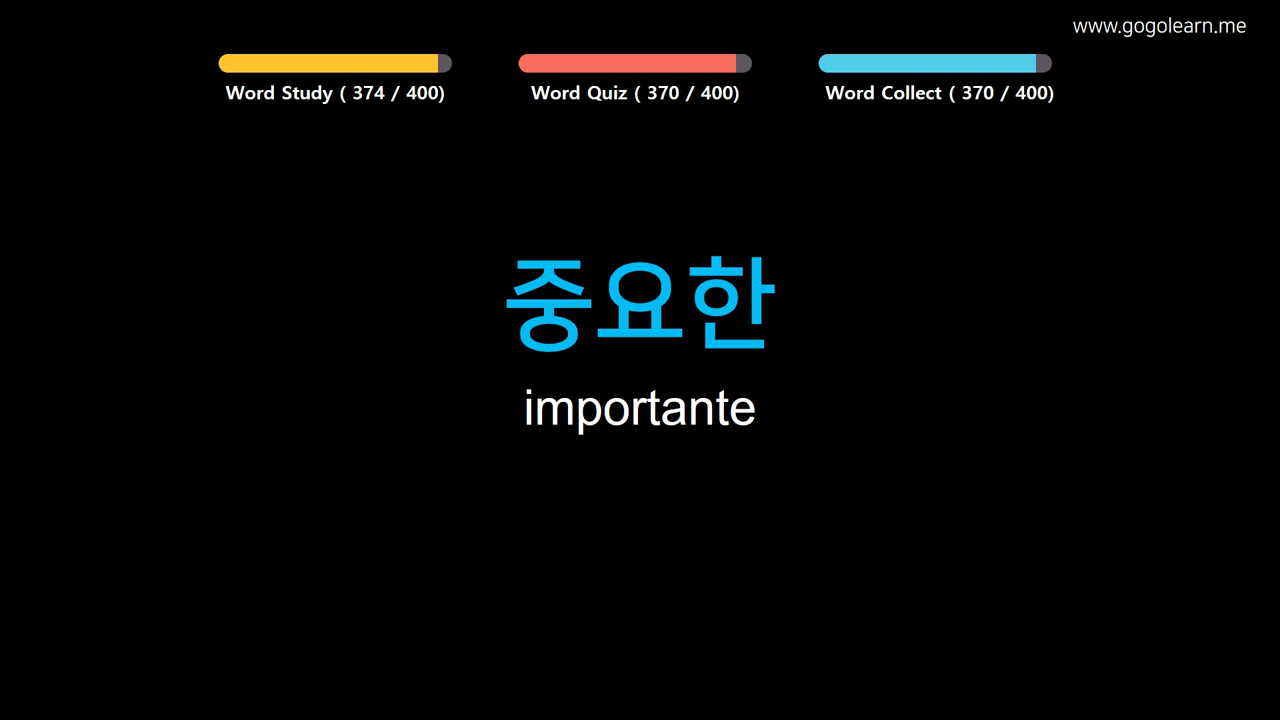 www.gogolearn.me
Word Study ( 374 / 400)
Word Quiz ( 370 / 400)
Word Collect ( 370 / 400)
중요한
importante